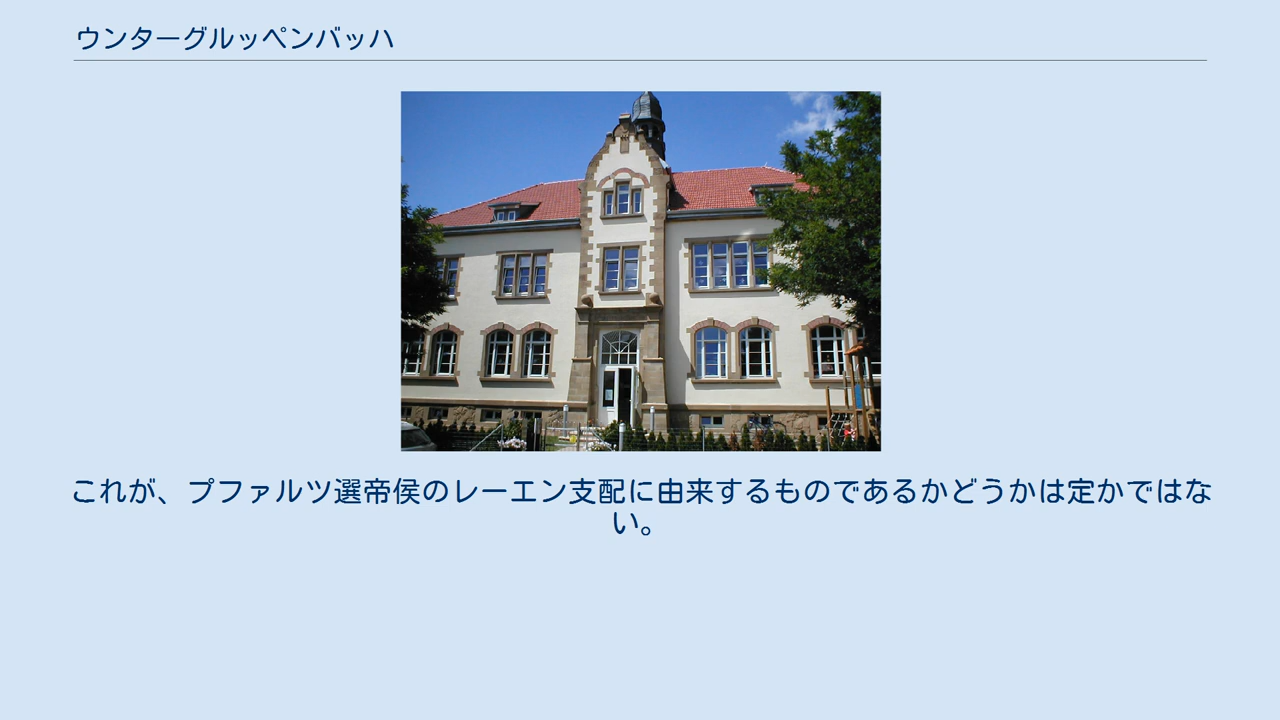 ウンターグルッペンバッハ
これが、プファルツ選帝侯のレーエン支配に由来するものであるかどうかは定かではな
い。